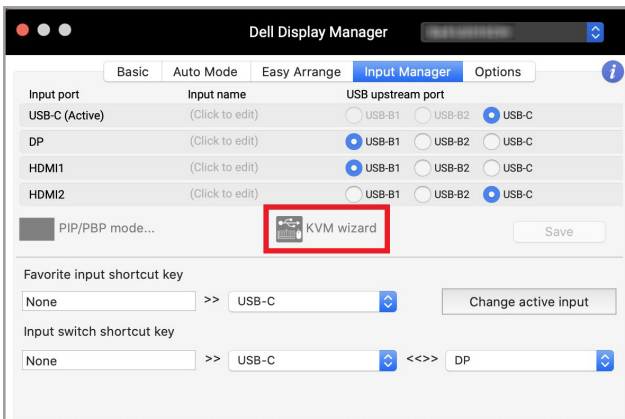 Dell Display Manager
Basic Auto Mode Easy Arrange Input Manager Options i
Input port Input name USB upstream port
USB-C (Active) (Click to edit) USB-B1 USB-B2 USB-C
DP (Click to edit) USB-B1 USB-B2 USB-C
HDMI1 (Click to edit) USB-B1 USB-B2 USB-C
HDMI2 (Click to edit) USB-B1 USB-B2 USB-C
PIP/PBP mode... KVM wizard Save
Favorite input shortcut key
None >> USB-C Change active input
Input switch shortcut key
None >> USB-C <<>> DP